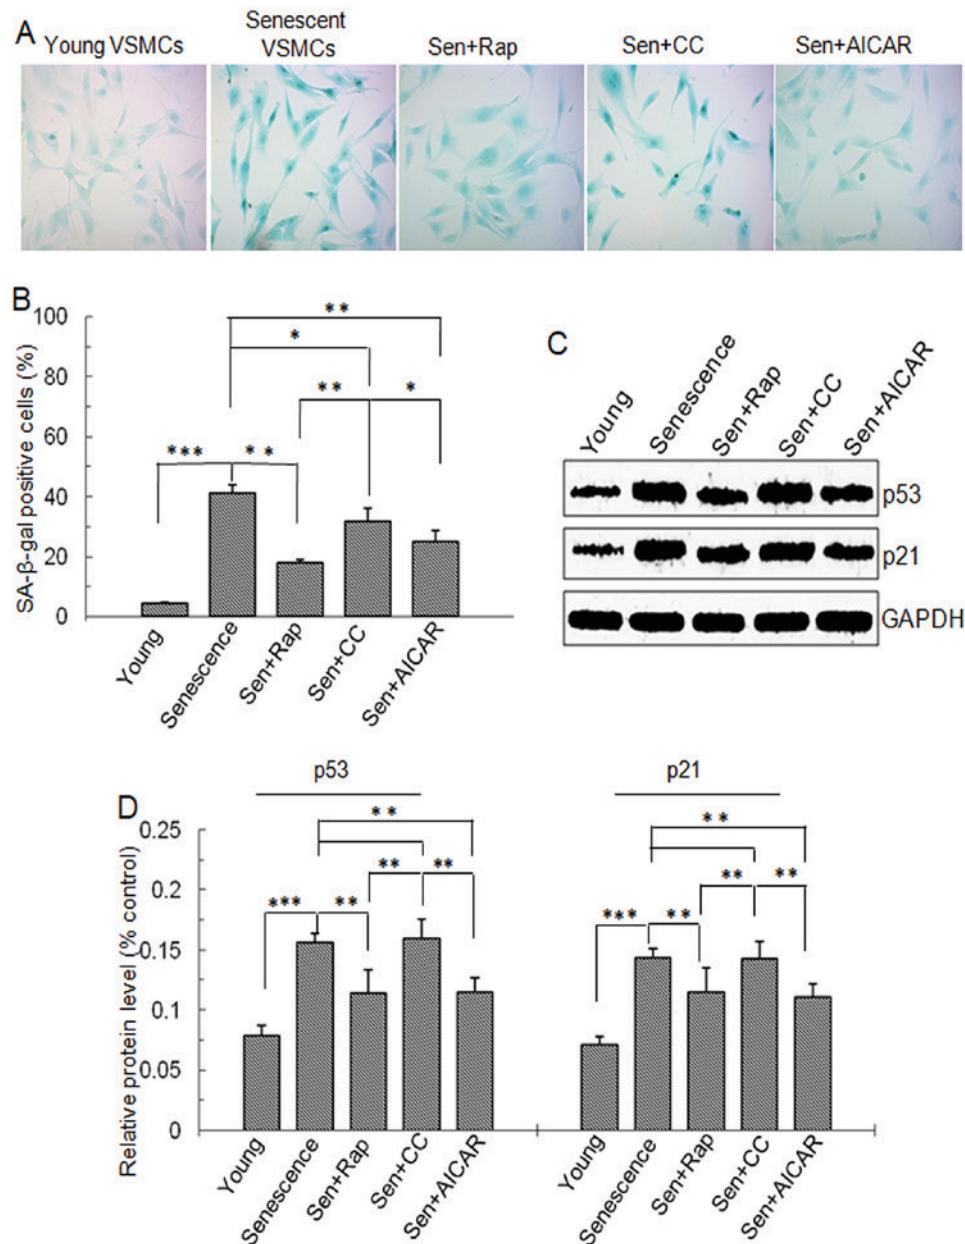 A
Young VSMCs
Senescent
VSMCs
Sen+Rap
Sen+CC
Sen+AICAR
B
SA-β-gal positive cells (%)
100
80
60
40
20
0
**
*
**
*
***
**
Young
Senescence
Sen+Rap
Sen+CC
Sen+AICAR
C
Young
Senescence
Sen+Rap
Sen+CC
Sen+AICAR
p53
p21
GAPDH
D
p53
p21
Relative protein level (% control)
0.25
0.2
0.15
0.1
0.05
0
**
**
**
***
**
**
**
**
***
**
Young
Senescence
Sen+Rap
Sen+CC
Sen+AICAR
Young
Senescence
Sen+Rap
Sen+CC
Sen+AICAR